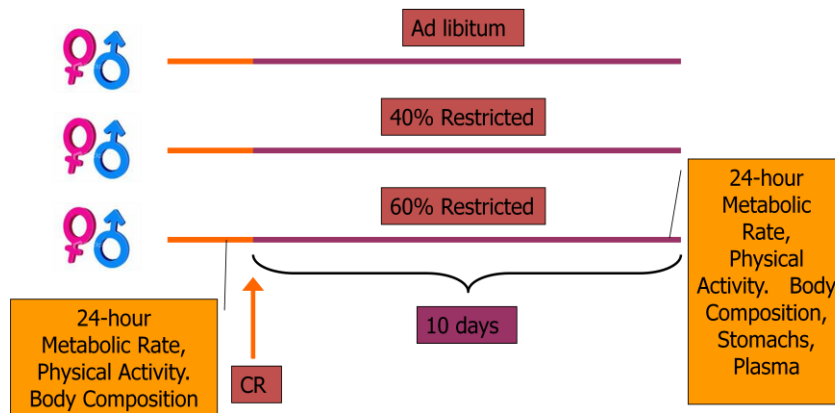 Ad libitum
40% Restricted
60% Restricted
24-hour
Metabolic
Rate,
Physical
Activity. Body
Composition,
Stomachs,
Plasma
24-hour
Metabolic Rate,
Physical Activity.
Body Composition
CR
10 days